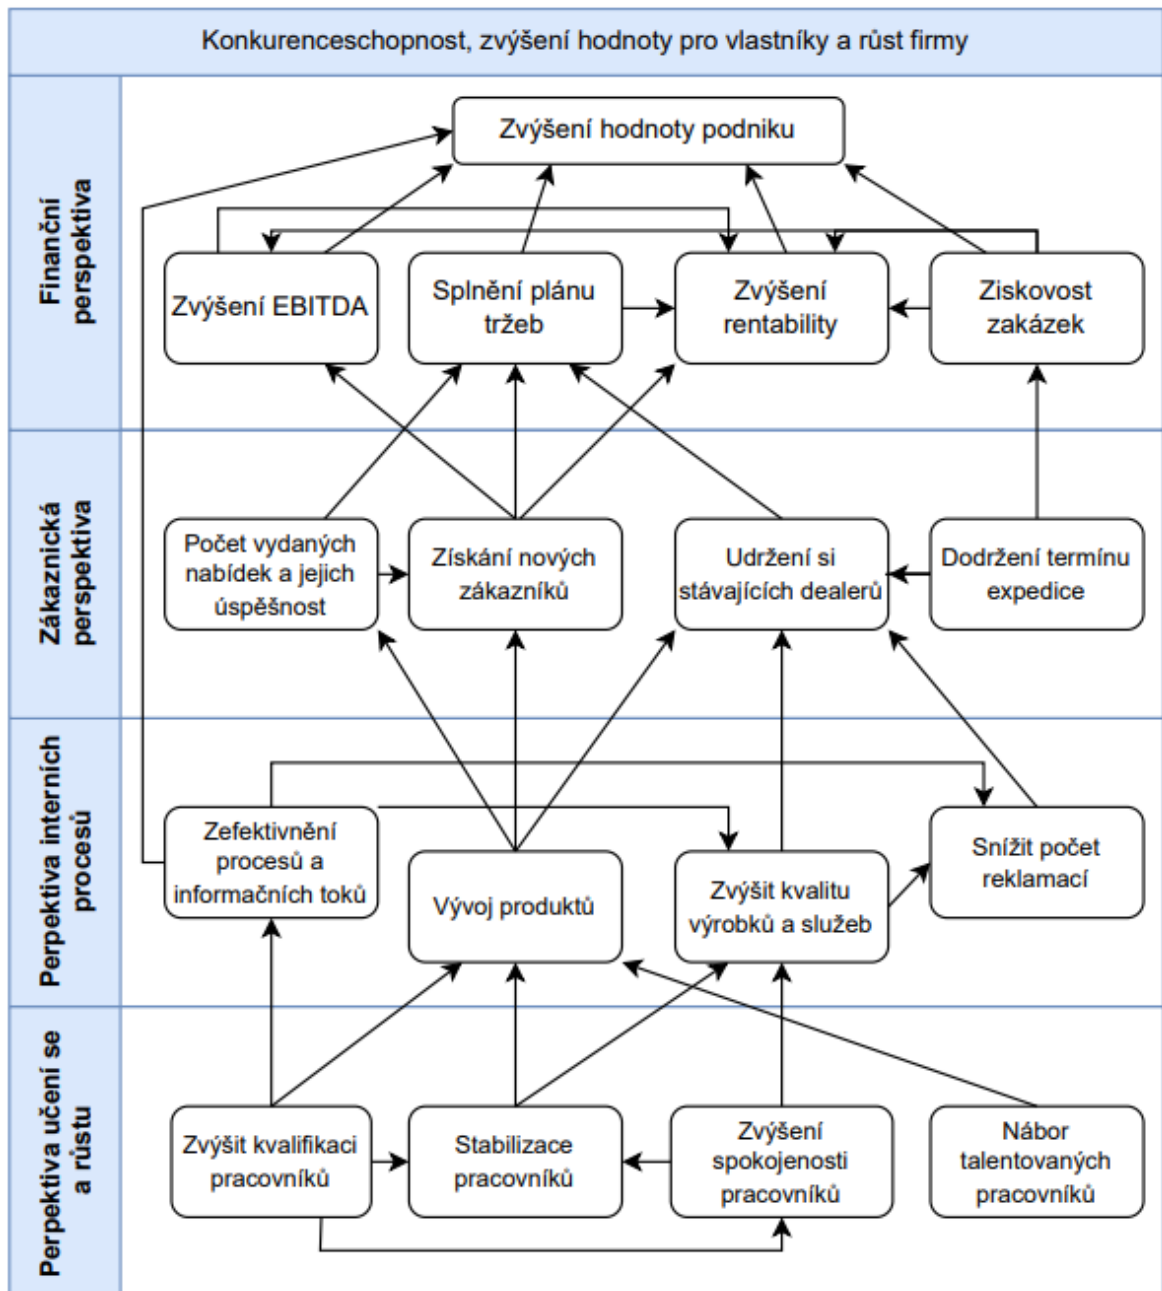 Konkurenceschopnost, zvýšení hodnoty pro vlastníky a růst firmy
Finanční
perspektiva
Zvýšení hodnoty podniku
Zvýšení EBITDA
Splnění plánu
tržeb
Zvýšení
rentability
Ziskovost
zakázek
Zákaznická
perspektiva
Počet vydaných
nabídek a jejich
úspěšnost
Získání nových
zákazníků
Udržení si
stávajících dealerů
Dodržení termínu
expedice
Perpektiva interních
procesů
Zefektivnění
procesů a
informačních toků
Vývoj produktů
Zvýšit kvalitu
výrobků a služeb
Snížit počet
reklamací
Perpektiva učení se
a růstu
Zvýšit kvalifikaci
pracovníků
Stabilizace
pracovníků
Zvýšení
spokojenosti
pracovníků
Nábor
talentovaných
pracovníků